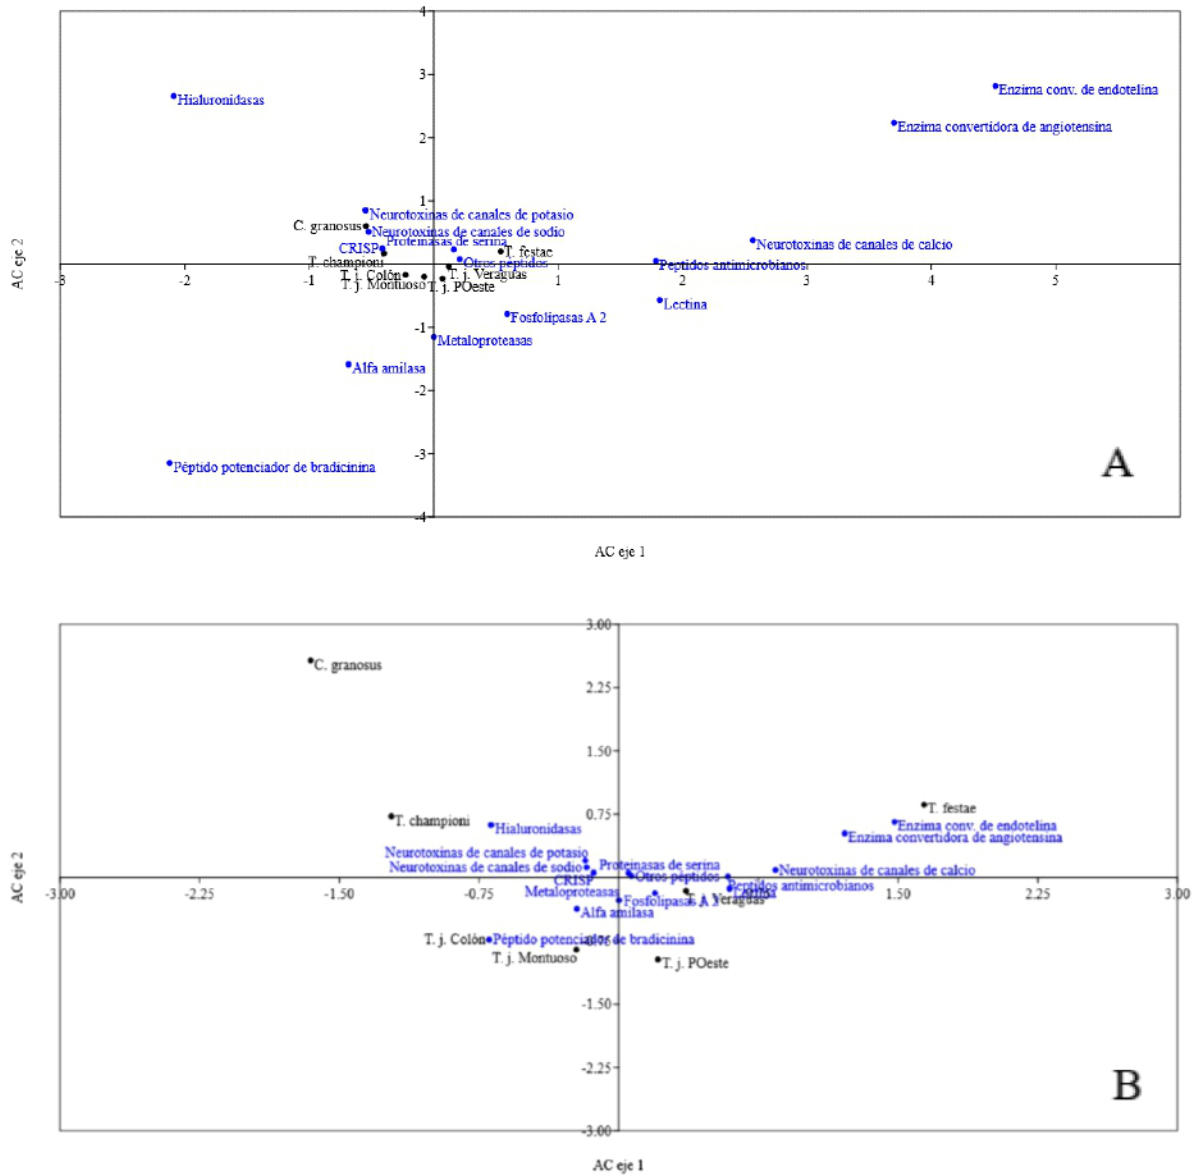 4
3
Enzima conv. de endotelina
Hialuronidasas
Enzima convertidora de angiotensina
2
1
Neurotoxinas de canales de potasio
C. granosus
Neurotoxinas de canales de sodio
Proteinasas de serina
Neurotoxinas de canales de calcio
CRISP
T. festae
T. championi
Otros péptidos
Peptidos antimicrobianos
AC eje 2
-3 -2 -1 1 2 3 4 5
T. j. Colón
T. j. Veraguas
T. j. Montuoso
T. j. POeste
Lectina
Fosfolipasas A 2
-1
Metaloproteasas
Alfa amilasa
-2
-3
Péptido potenciador de bradicinina
A
-4
AC eje 1
3.00
C. granosus
2.25
1.50
T. festae
0.75
T. championi
Hialuronidasas
Enzima conv. de endotelina
Enzima convertidora de angiotensina
Neurotoxinas de canales de potasio
Proteinasas de serina
Neurotoxinas de canales de sodio
Neurotoxinas de canales de calcio
CRISP
Otros péptidos
Peptidos antimicrobianos
AC eje 2
-3.00 -2.25 -1.50 -0.75 0.75 1.50 2.25 3.00
Metaloproteasas
Lectina
Fosfolipasas A 2
T. j. Veraguas
Alfa amilasa
T. j. Colón
Péptido potenciador de bradicinina
-0.75
T. j. Montuoso
T. j. POeste
-1.50
-2.25
B
-3.00
AC eje 1